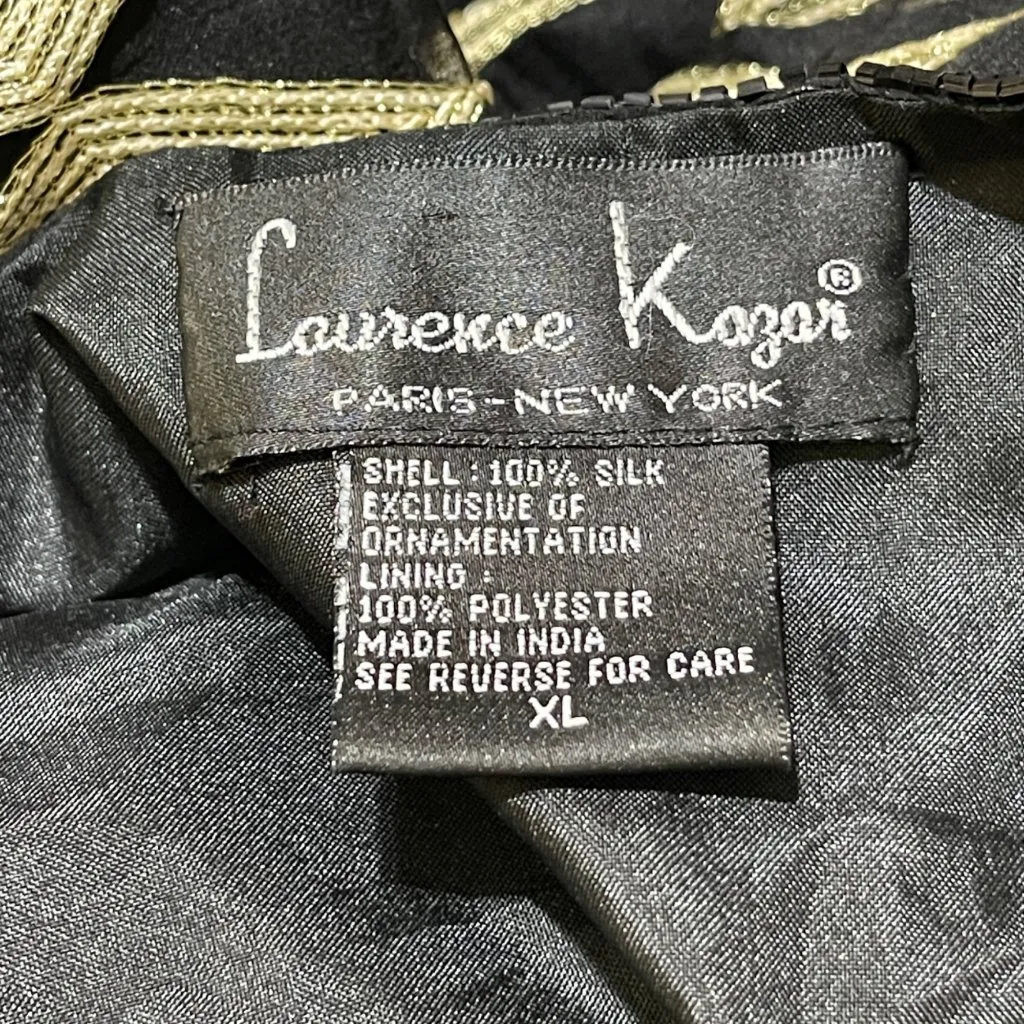 Laurence Kazar®
PARIS-NEW YORK
SHELL : 100% SILK
EXCLUSIVE OF
ORNAMENTATION
LINING :
100% POLYESTER
MADE IN INDIA
SEE REVERSE FOR CARE
XL